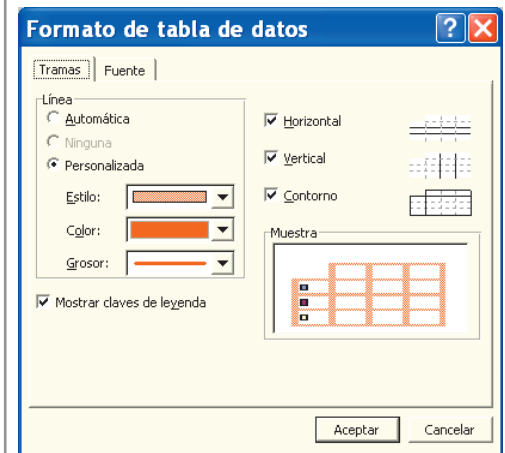 Formato de tabla de datos
Tramas Fuente
Línea
Automática
Ninguna
Personalizada
Estilo:
Color:
Grosor:
Mostrar claves de leyenda
Horizontal
Vertical
Contorno
Muestra
Aceptar Cancelar